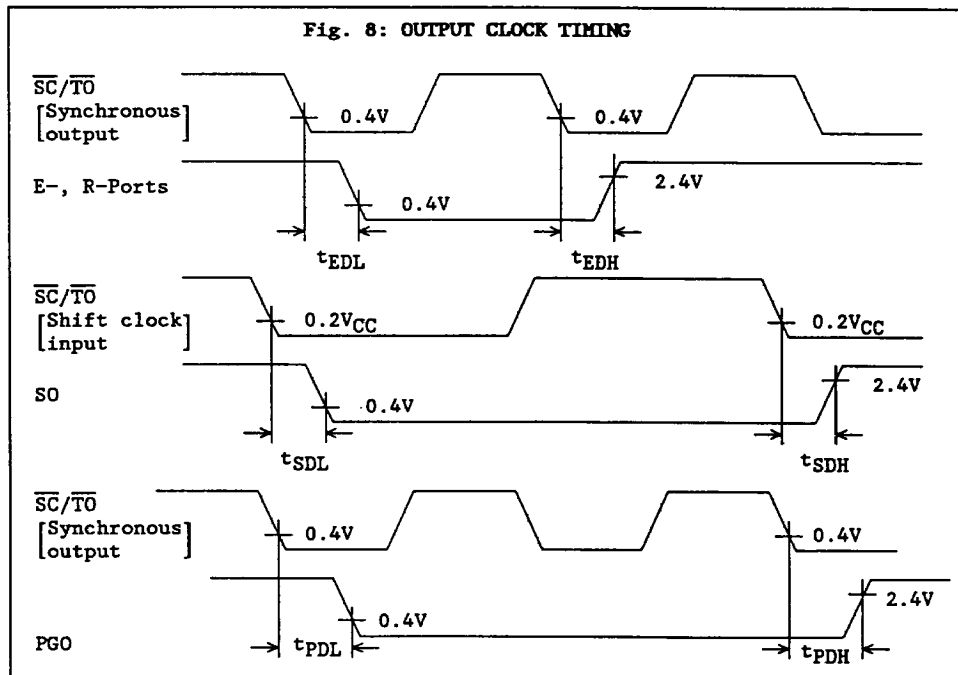 Fig. 8: OUTPUT CLOCK TIMING
SC/TO
[Synchronous output]
0.4V
0.4V
E-, R-Ports
0.4V
2.4V
tEDL
tEDH
SC/TO
[Shift clock input]
0.2VCC
0.2VCC
SO
0.4V
2.4V
tSDL
tSDH
SC/TO
[Synchronous output]
0.4V
0.4V
PGO
0.4V
2.4V
tPDL
tPDH